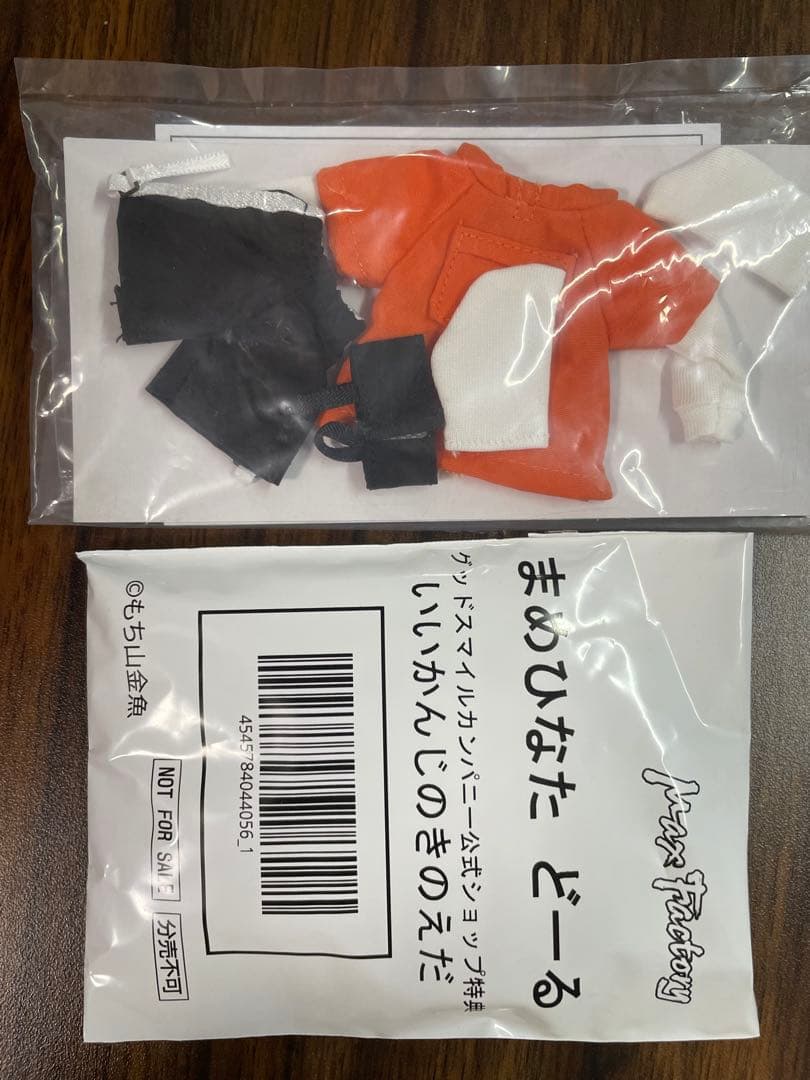 Max Factory
まめひなた どーる
グッドスマイルカンパニー公式ショップ特典
いいかんじのきのえだ
4545784044056_1
NOT FOR SALE
分売不可
©もち山金魚